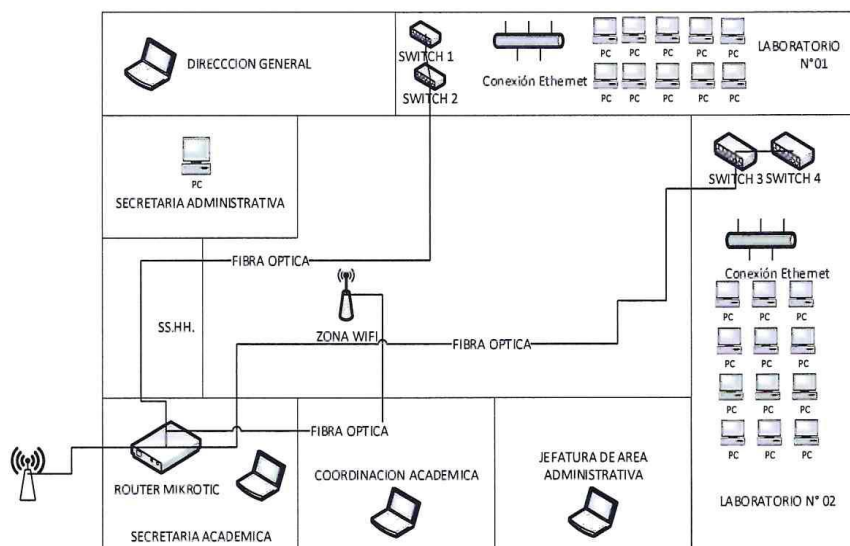 DIRECCCION GENERAL
SWITCH 1
SWITCH 2
Conexión Ethernet
PC PC PC PC PC
PC PC PC PC PC
LABORATORIO
N°01
PC
SECRETARIA ADMINISTRATIVA
SWITCH 3 SWITCH 4
FIBRA OPTICA
Conexión Ethernet
SS.HH.
ZONA WIFI
FIBRA OPTICA
PC PC PC
PC PC PC
PC PC PC
PC PC PC
FIBRA OPTICA
ROUTER MIKROTIC
SECRETARIA ACADEMICA
COORDINACION ACADEMICA
JEFATURA DE AREA
ADMINISTRATIVA
LABORATORIO N° 02